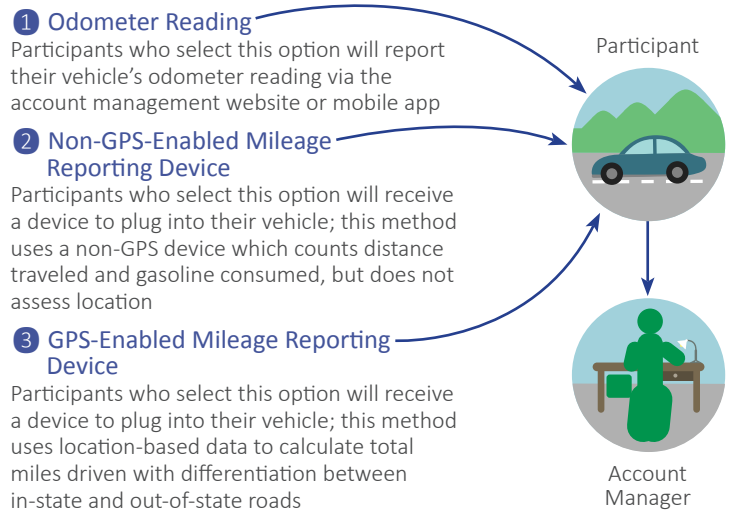 1 Odometer Reading
Participants who select this option will report
their vehicle's odometer reading via the
account management website or mobile app
2 Non-GPS-Enabled Mileage
Reporting Device
Participants who select this option will receive
a device to plug into their vehicle; this method
uses a non-GPS device which counts distance
traveled and gasoline consumed, but does not
assess location
3 GPS-Enabled Mileage Reporting
Device
Participants who select this option will receive
a device to plug into their vehicle; this method
uses location-based data to calculate total
miles driven with differentiation between
in-state and out-of-state roads
Participant
Account
Manager